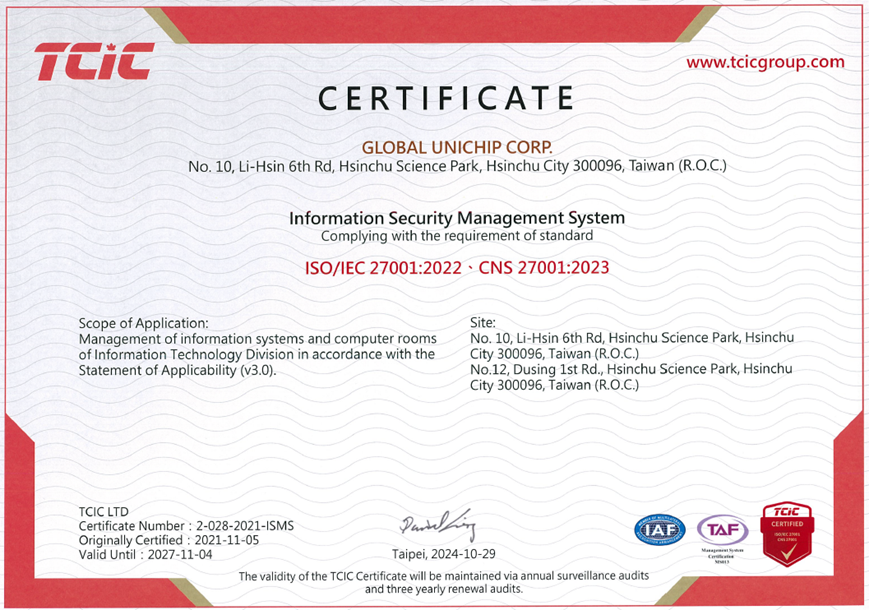 TCIC
www.tcicgroup.com
CERTIFICATE
GLOBAL UNICHIP CORP.
No. 10, Li-Hsin 6th Rd, Hsinchu Science Park, Hsinchu City 300096, Taiwan (R.O.C.)
Information Security Management System
Complying with the requirement of standard
ISO/IEC 27001:2022、CNS 27001:2023
Scope of Application:
Management of information systems and computer rooms
of Information Technology Division in accordance with the
Statement of Applicability (v3.0).
Site:
No. 10, Li-Hsin 6th Rd, Hsinchu Science Park, Hsinchu
City 300096, Taiwan (R.O.C.)
No.12, Dusing 1st Rd., Hsinchu Science Park, Hsinchu
City 300096, Taiwan (R.O.C.)
TCIC LTD
Certificate Number : 2-028-2021-ISMS
Originally Certified : 2021-11-05
Valid Until : 2027-11-04
Taipei, 2024-10-29
IAF
TAF
Management System
Certification
TCIC
CERTIFIED
ISO/IEC 27001
CNS 27001
The validity of the TCIC Certificate will be maintained via annual surveillance audits
and three yearly renewal audits.